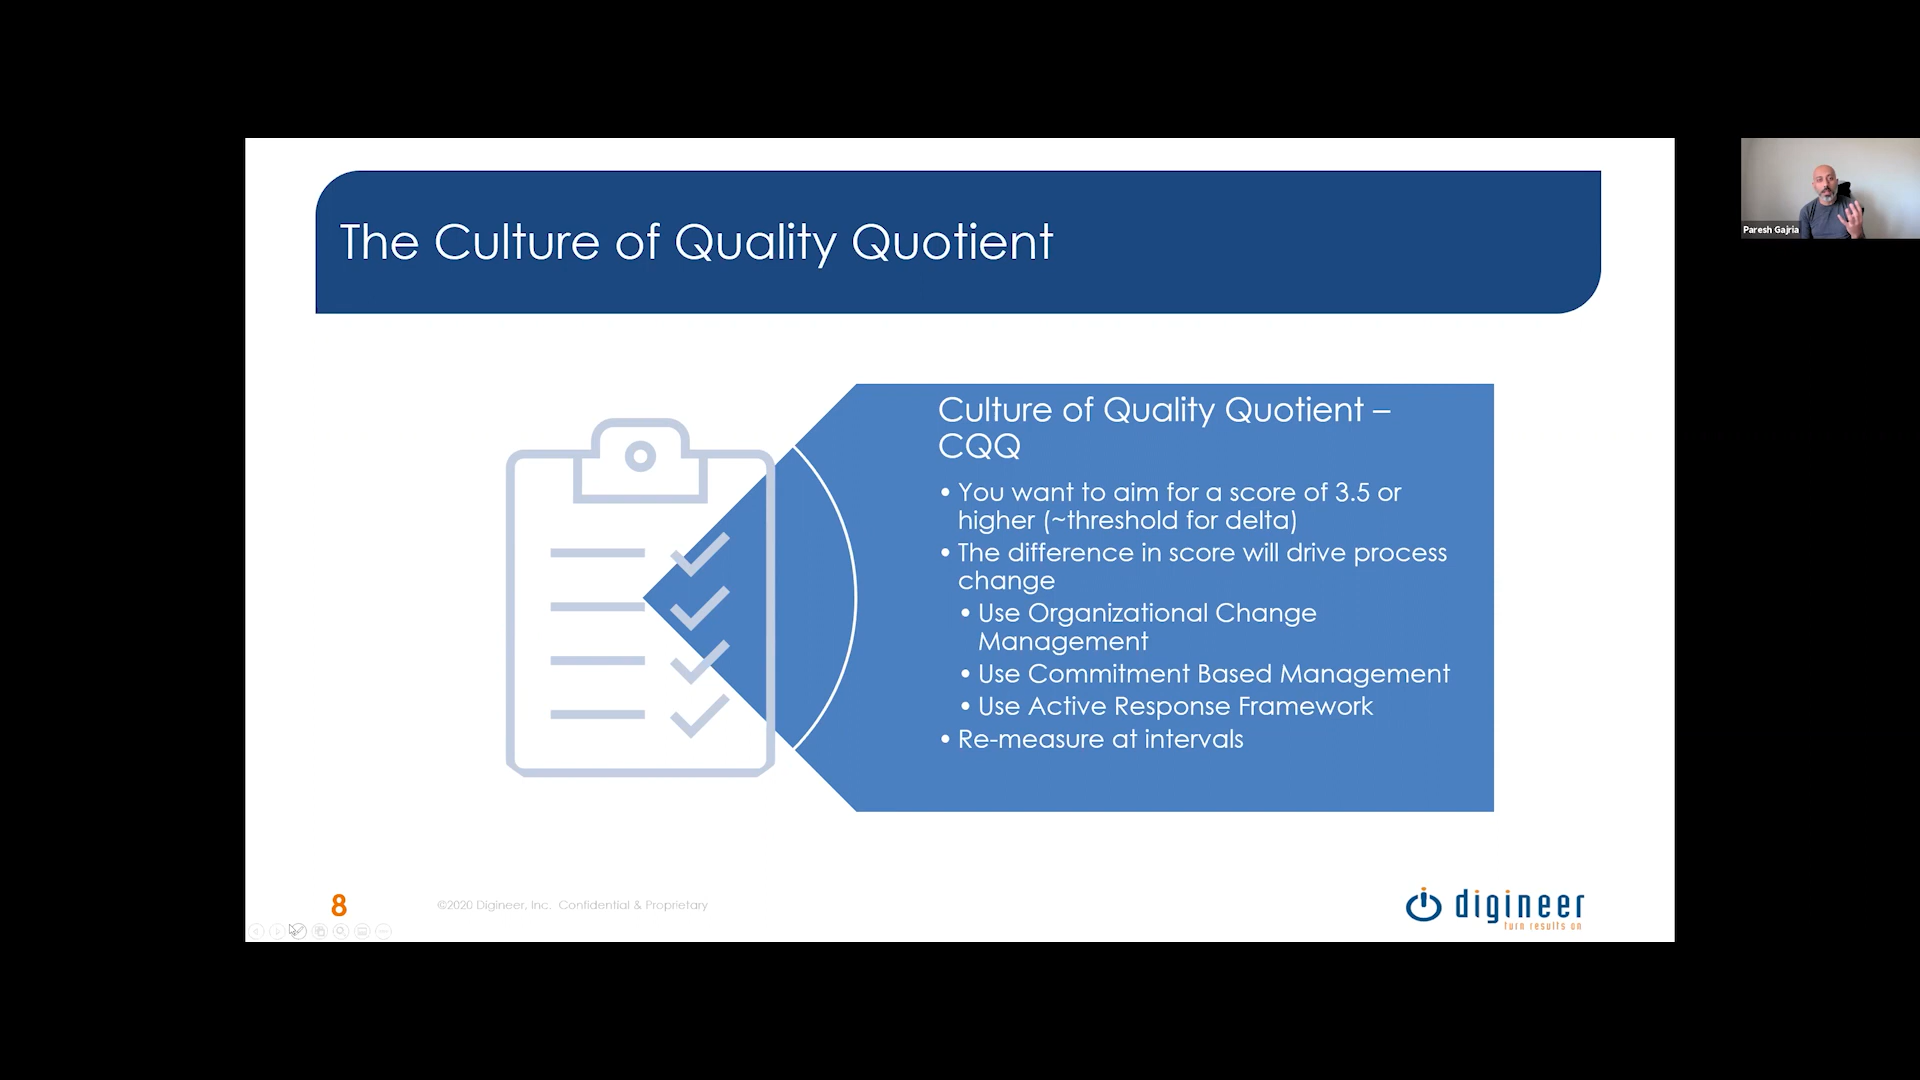 The Culture of Quality Quotient
Paresh Gajria
Culture of Quality Quotient –
CQQ
• You want to aim for a score of 3.5 or
higher (~threshold for delta)
• The difference in score will drive process
change
• Use Organizational Change
Management
• Use Commitment Based Management
• Use Active Response Framework
• Re-measure at intervals
8
©2020 Digineer, Inc. Confidential & Proprietary
digineer
turn results on